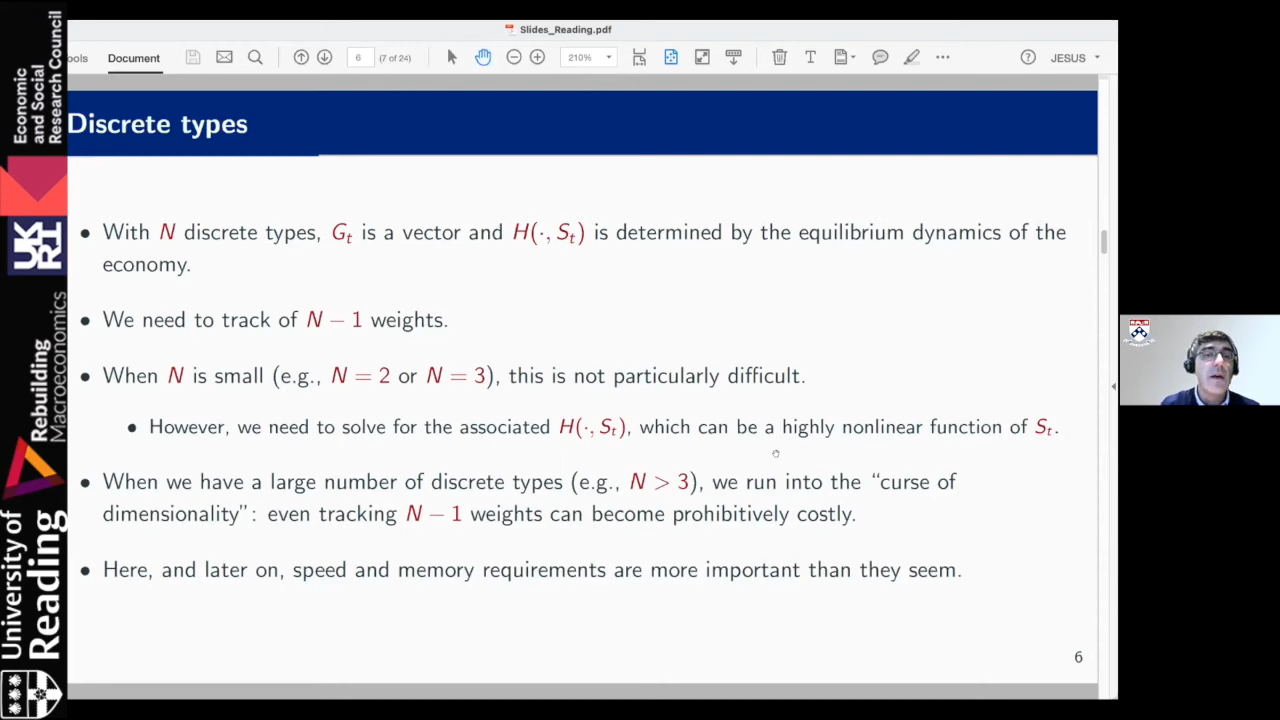 Slides_Reading.pdf
ools
Document
6
(7 of 24)
210%
JESUS
Discrete types
• With N discrete types, Gt is a vector and H(·, St) is determined by the equilibrium dynamics of the
economy.
• We need to track of N − 1 weights.
• When N is small (e.g., N = 2 or N = 3), this is not particularly difficult.
• However, we need to solve for the associated H(·, St), which can be a highly nonlinear function of St.
• When we have a large number of discrete types (e.g., N > 3), we run into the “curse of
dimensionality”: even tracking N − 1 weights can become prohibitively costly.
• Here, and later on, speed and memory requirements are more important than they seem.
6
Economic
and Social
Research Council
UKRI
Rebuilding
Macroeconomics
University of
Reading